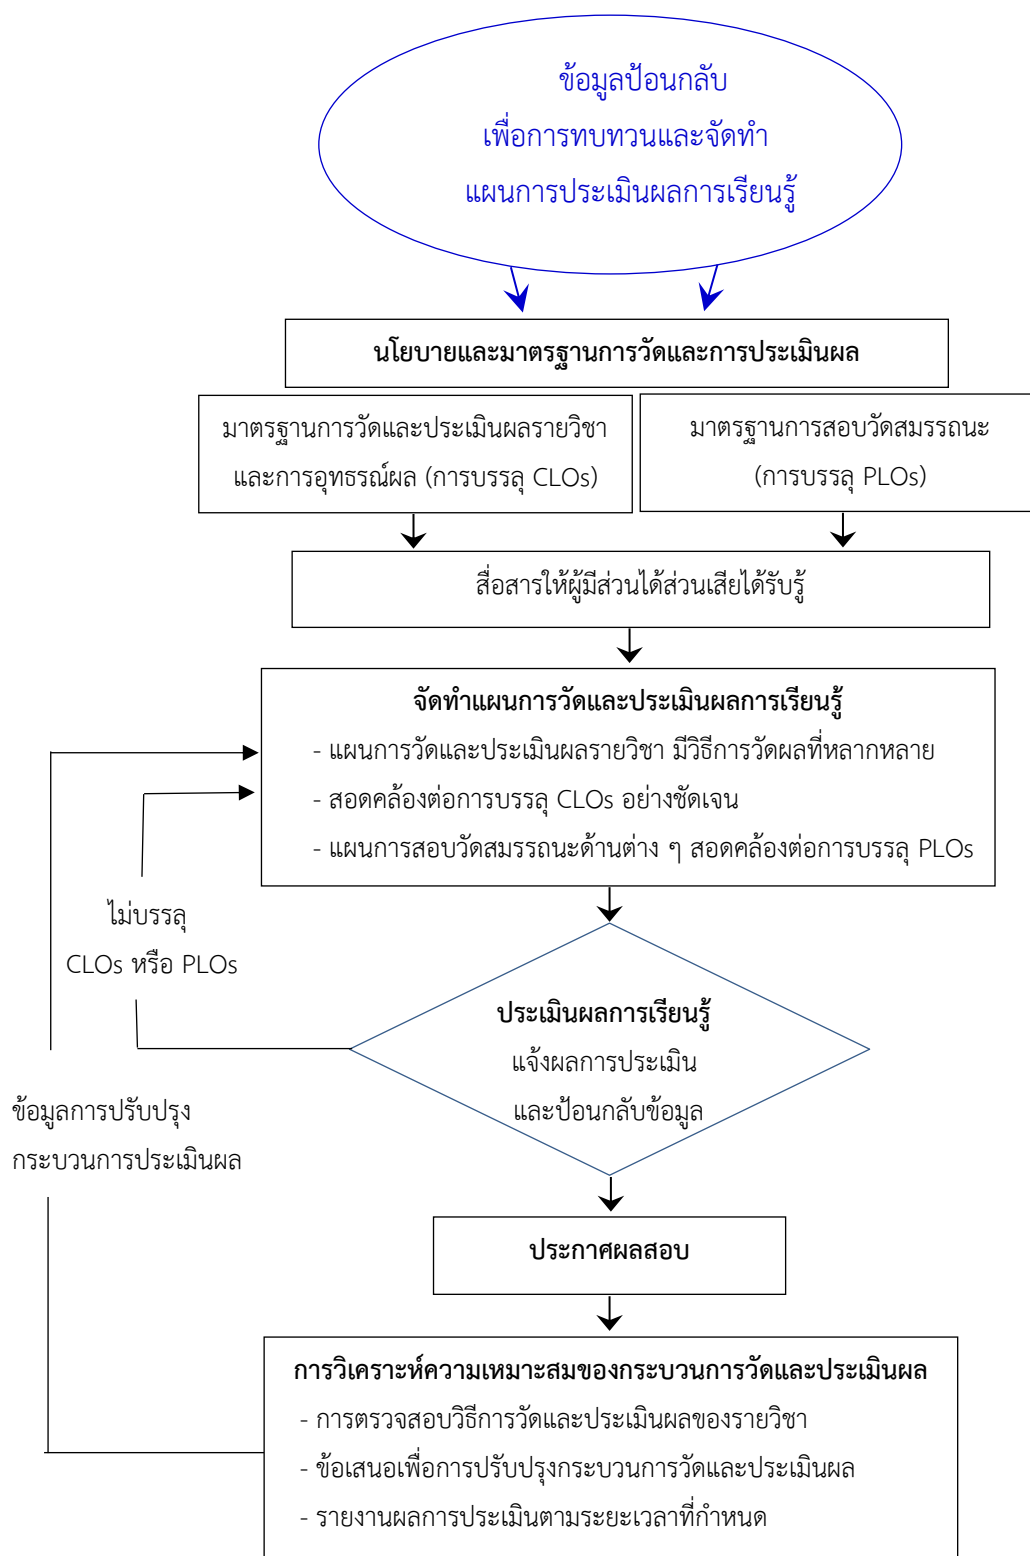 ข้อมูลป้อนกลับ
เพื่อการทบทวนและจัดทำ
แผนการประเมินผลการเรียนรู้
นโยบายและมาตรฐานการวัดและการประเมินผล
มาตรฐานการวัดและประเมินผลรายวิชา
และการอุทธรณ์ผล (การบรรลุ CLOs)
มาตรฐานการสอบวัดสมรรถนะ
(การบรรลุ PLOs)
สื่อสารให้ผู้มีส่วนได้ส่วนเสียได้รับรู้
จัดทำแผนการวัดและประเมินผลการเรียนรู้
- แผนการวัดและประเมินผลรายวิชา มีวิธีการวัดผลที่หลากหลาย
- สอดคล้องต่อการบรรลุ CLOs อย่างชัดเจน
- แผนการสอบวัดสมรรถนะด้านต่าง ๆ สอดคล้องต่อการบรรลุ PLOs
ไม่บรรลุ
CLOs หรือ PLOs
ประเมินผลการเรียนรู้
แจ้งผลการประเมิน
และป้อนกลับข้อมูล
ข้อมูลการปรับปรุง
กระบวนการประเมินผล
ประกาศผลสอบ
การวิเคราะห์ความเหมาะสมของกระบวนการวัดและประเมินผล
- การตรวจสอบวิธีการวัดและประเมินผลของรายวิชา
- ข้อเสนอเพื่อการปรับปรุงกระบวนการวัดและประเมินผล
- รายงานผลการประเมินตามระยะเวลาที่กำหนด